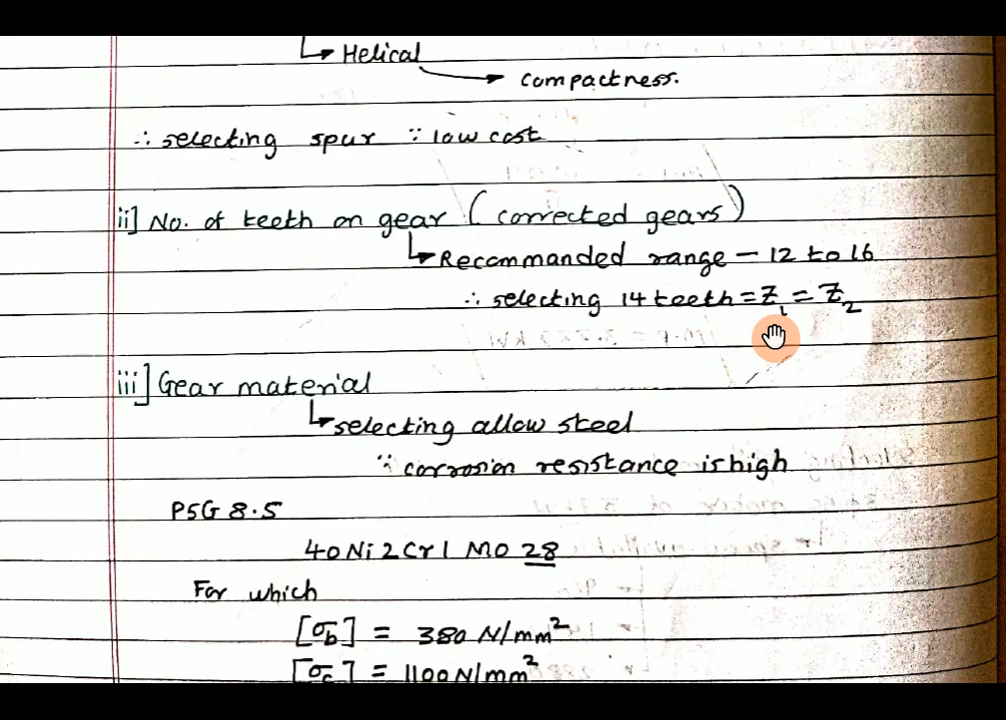 ↳ Helical
→ compactness.
∴ selecting spur ∵ low cost
ii] No. of teeth on gear (corrected gears)
↳ Recommanded range — 12 to 16
∴ selecting 14 teeth = Z₁ = Z₂
iii] Gear material
↳ selecting allow steel
∵ corrosion resistance is high
PSG 8.5
40 Ni 2 Cr 1 Mo 28
For which
[σb] = 380 N/mm²
[σc] = 1100 N/mm²